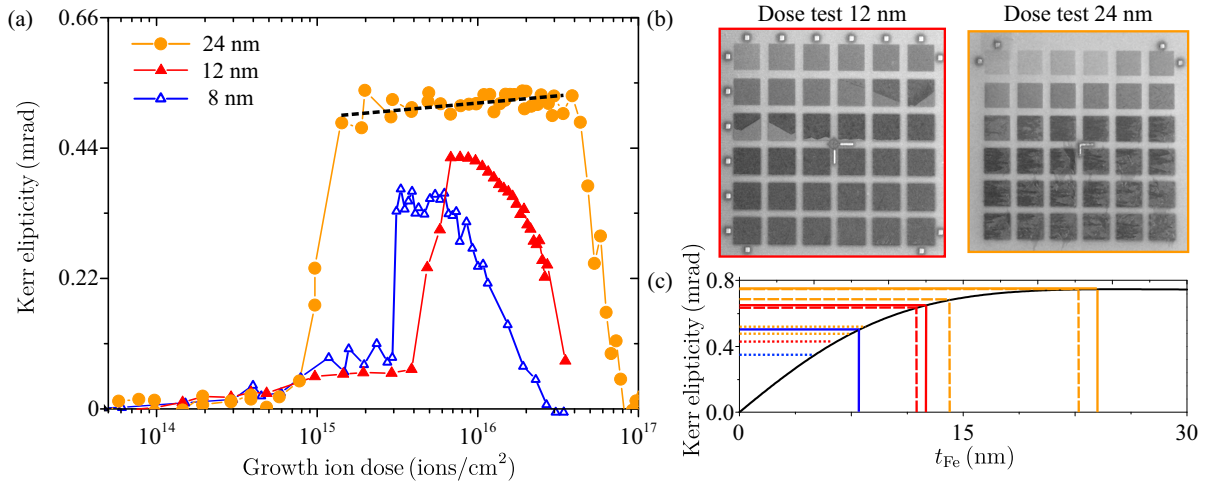 (a)
0.66
0.44
0.22
0
Kerr elipticity (mrad)
24 nm
12 nm
8 nm
10^14
10^15
10^16
10^17
Growth ion dose (ions/cm²)
(b)
Dose test 12 nm
Dose test 24 nm
(c)
0.8
0.4
0.0
Kerr elipticity (mrad)
0
15
30
t_Fe (nm)